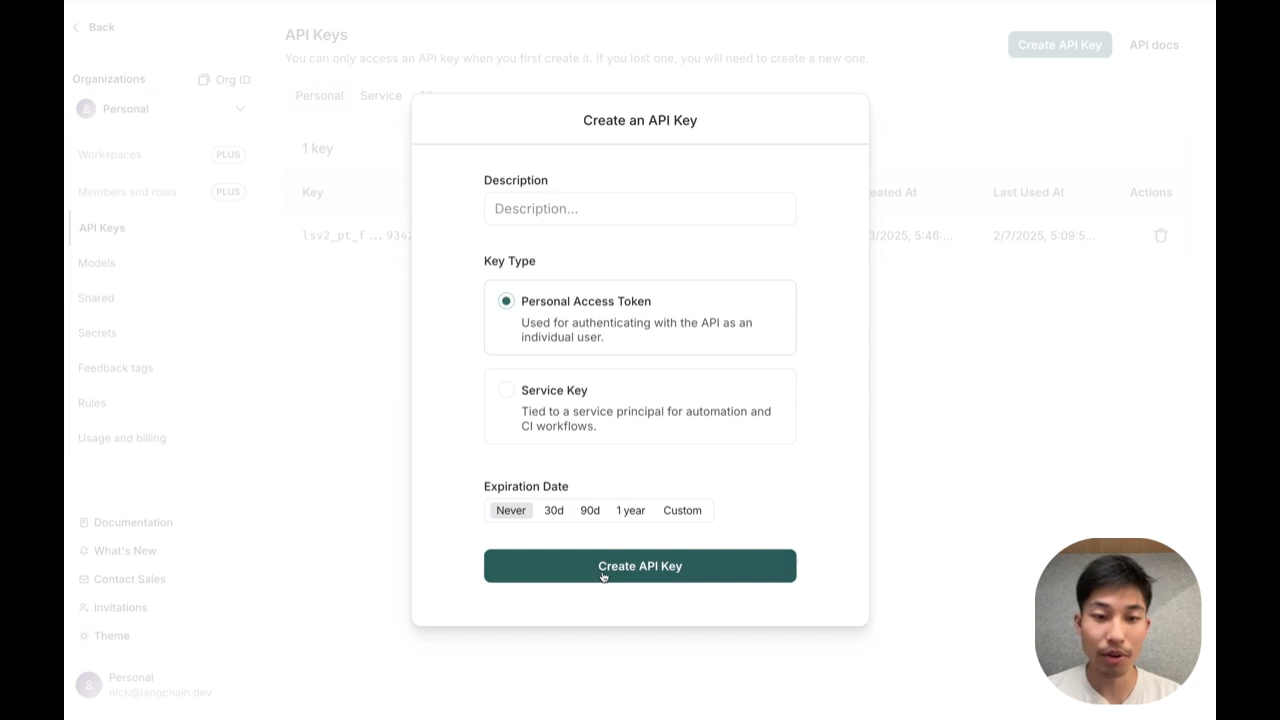 Back
API Keys
Create API Key
API docs
You can only access an API key when you first create it. If you lost one, you will need to create a new one.
Organizations
Org ID
Personal
Service
Personal
Create an API Key
1 key
Workspaces
PLUS
Members and roles
PLUS
Key
eated At
Last Used At
Actions
API Keys
lsv2_pt_f...934
3/2025, 5:46:...
2/7/2025, 5:09:5...
Models
Shared
Secrets
Feedback tags
Rules
Usage and billing
Description
Description...
Key Type
Personal Access Token
Used for authenticating with the API as an
individual user.
Service Key
Tied to a service principal for automation and
CI workflows.
Expiration Date
Never
30d
90d
1 year
Custom
Create API Key
Documentation
What's New
Contact Sales
Invitations
Theme
Personal
nick@langchain.dev